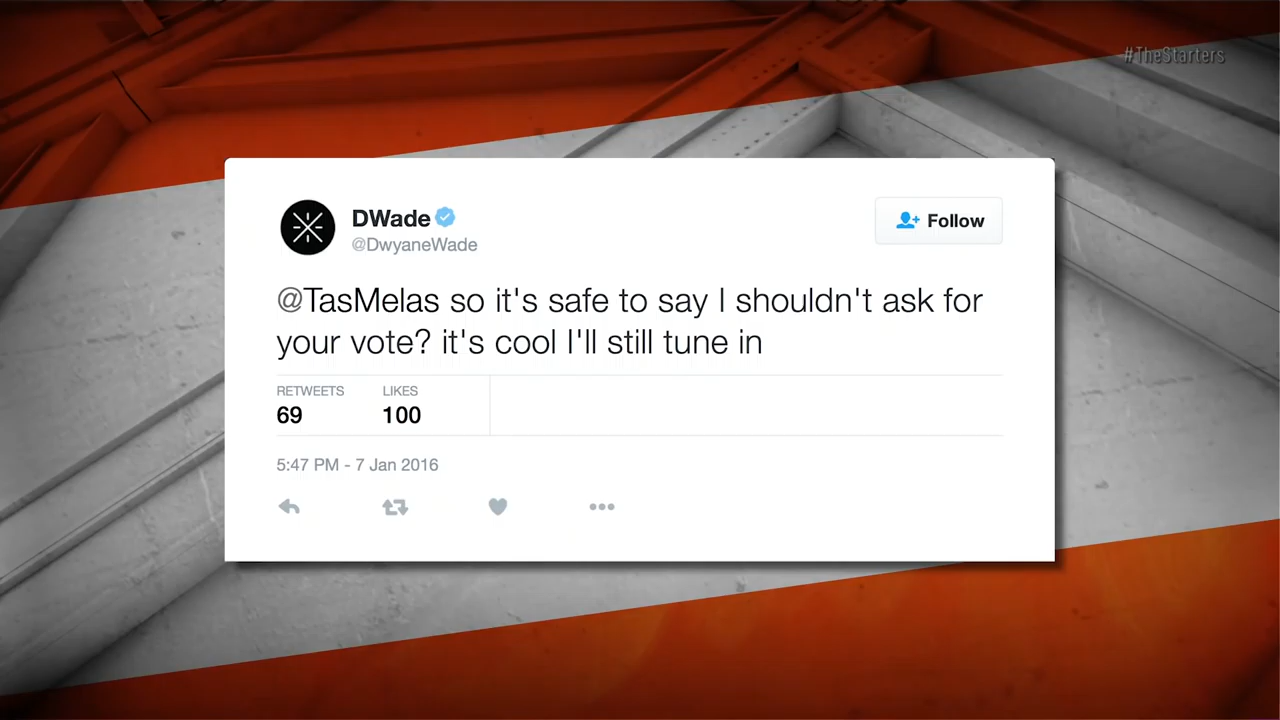 #TheStarters
DWade
@DwyaneWade
Follow
@TasMelas so it's safe to say I shouldn't ask for
your vote? it's cool I'll still tune in
RETWEETS LIKES
69 100
5:47 PM - 7 Jan 2016